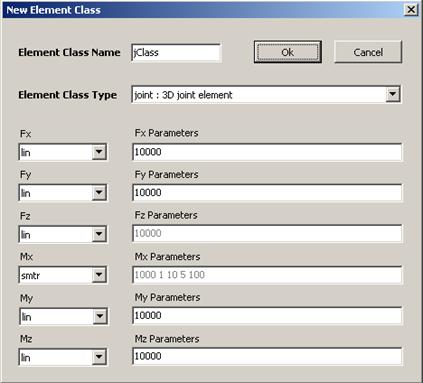 New Element Class
Element Class Name jClass Ok Cancel
Element Class Type joint : 3D joint element
Fx Fx Parameters
lin 10000
Fy Fy Parameters
lin 10000
Fz Fz Parameters
lin 10000
Mx Mx Parameters
smtr 1000 1 10 5 100
My My Parameters
lin 10000
Mz Mz Parameters
lin 10000